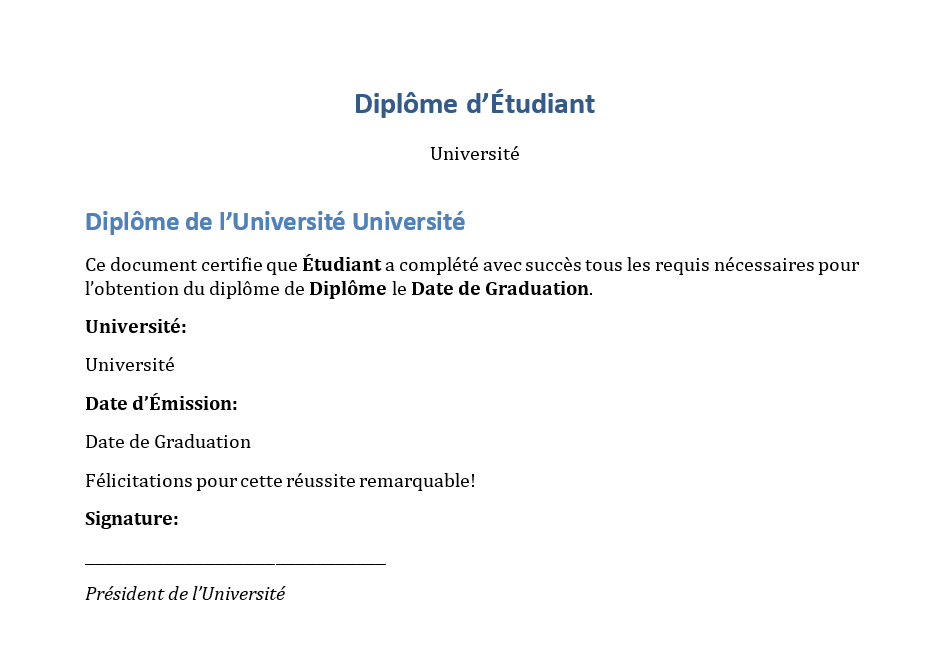 Diplôme d’Étudiant
Université
Diplôme de l’Université Université
Ce document certifie que Étudiant a complété avec succès tous les requis nécessaires pour
l’obtention du diplôme de Diplôme le Date de Graduation.
Université:
Université
Date d’Émission:
Date de Graduation
Félicitations pour cette réussite remarquable!
Signature:
______________________________
Président de l’Université